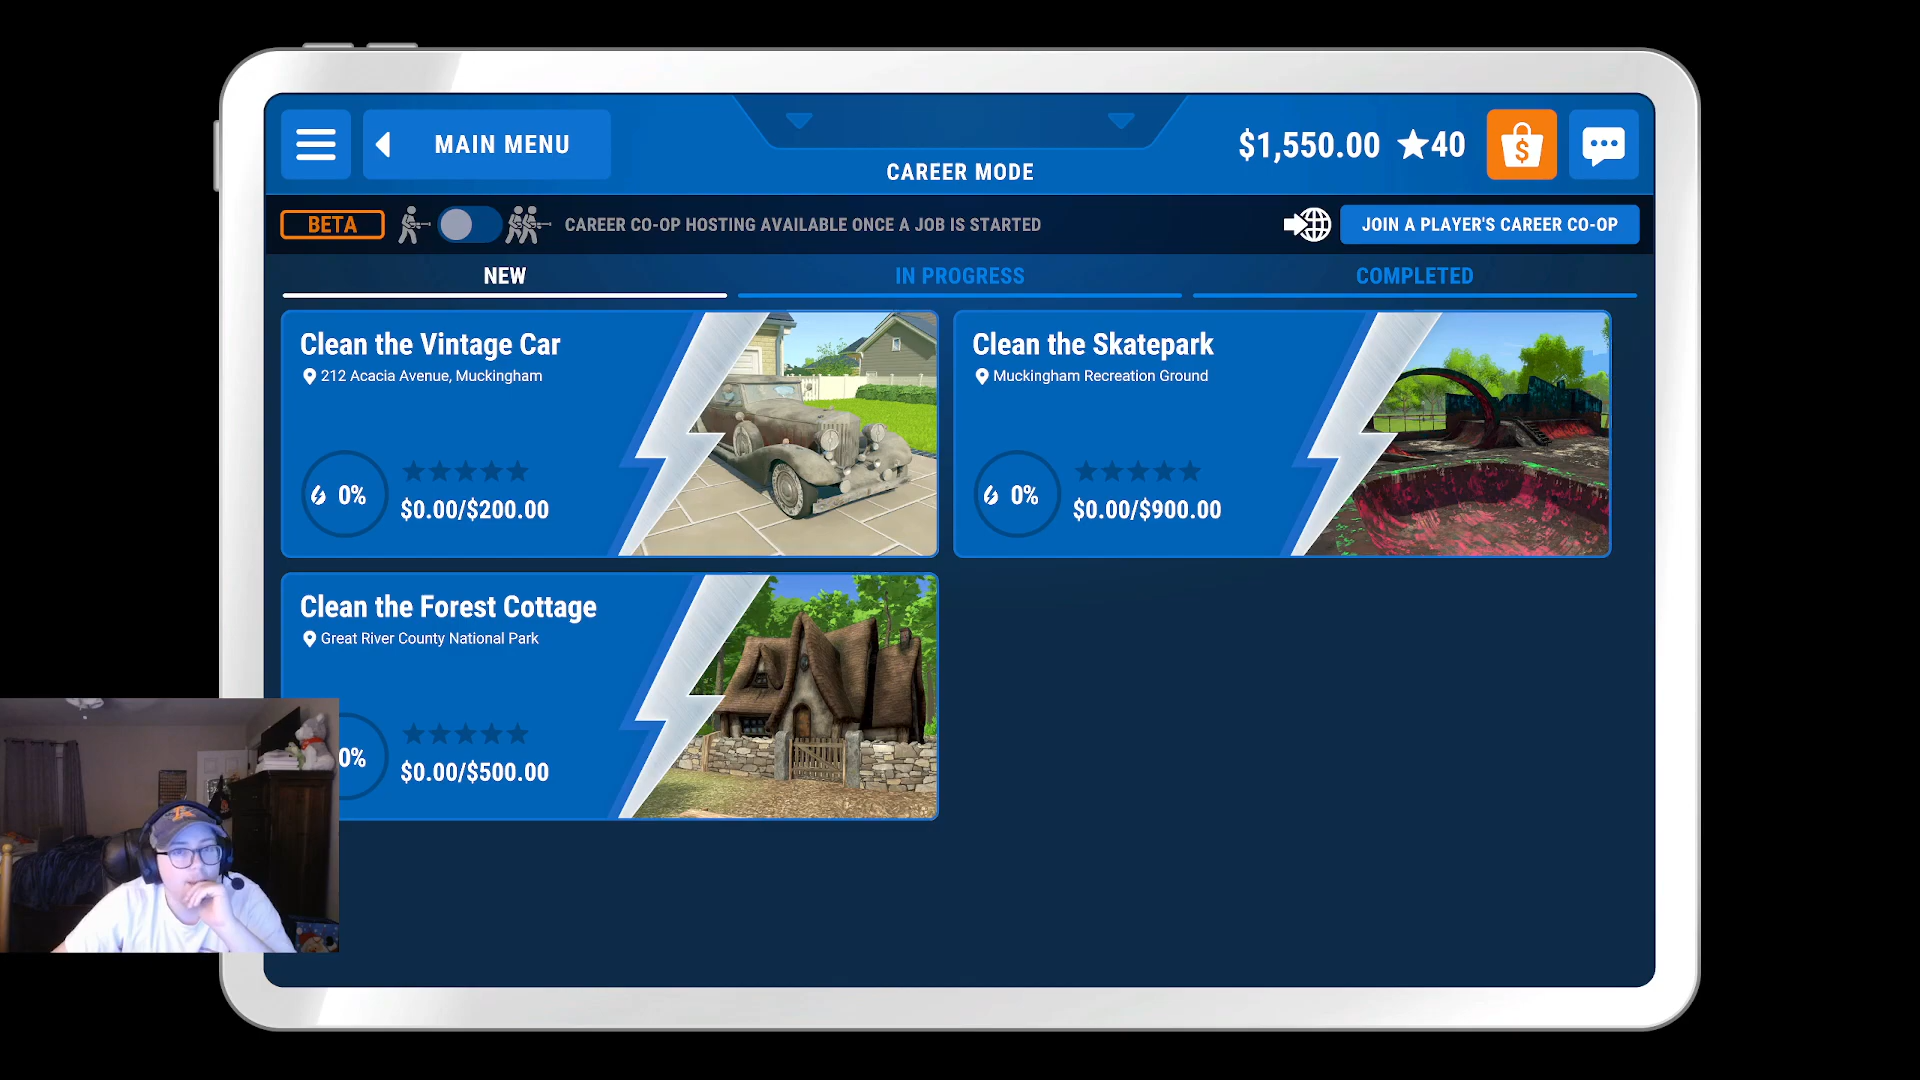 MAIN MENU
CAREER MODE
$1,550.00 ★40
BETA
CAREER CO-OP HOSTING AVAILABLE ONCE A JOB IS STARTED
JOIN A PLAYER'S CAREER CO-OP
NEW
IN PROGRESS
COMPLETED
Clean the Vintage Car
212 Acacia Avenue, Muckingham
0%
$0.00/$200.00
Clean the Skatepark
Muckingham Recreation Ground
0%
$0.00/$900.00
Clean the Forest Cottage
Great River County National Park
0%
$0.00/$500.00